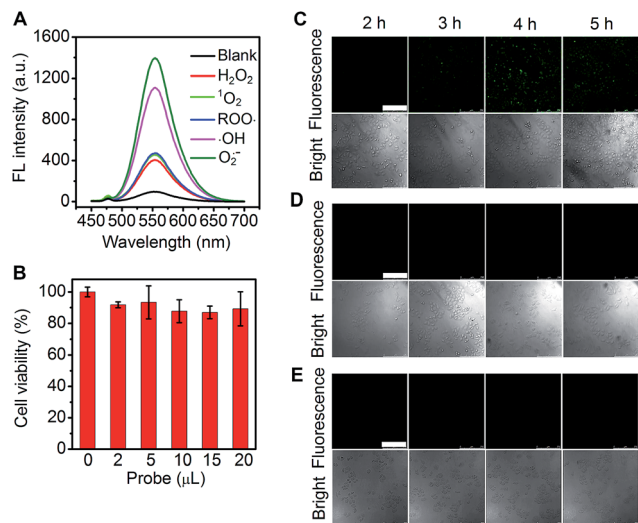 A
FL intensity (a.u.)
1600
1200
800
400
0
Blank
H₂O₂
¹O₂
ROO·
·OH
O₂·⁻
450 500 550 600 650 700
Wavelength (nm)
B
Cell viability (%)
100
80
60
40
20
0
0 2 5 10 15 20
Probe (μL)
C
2 h 3 h 4 h 5 h
Fluorescence
Bright
D
Fluorescence
Bright
E
Fluorescence
Bright